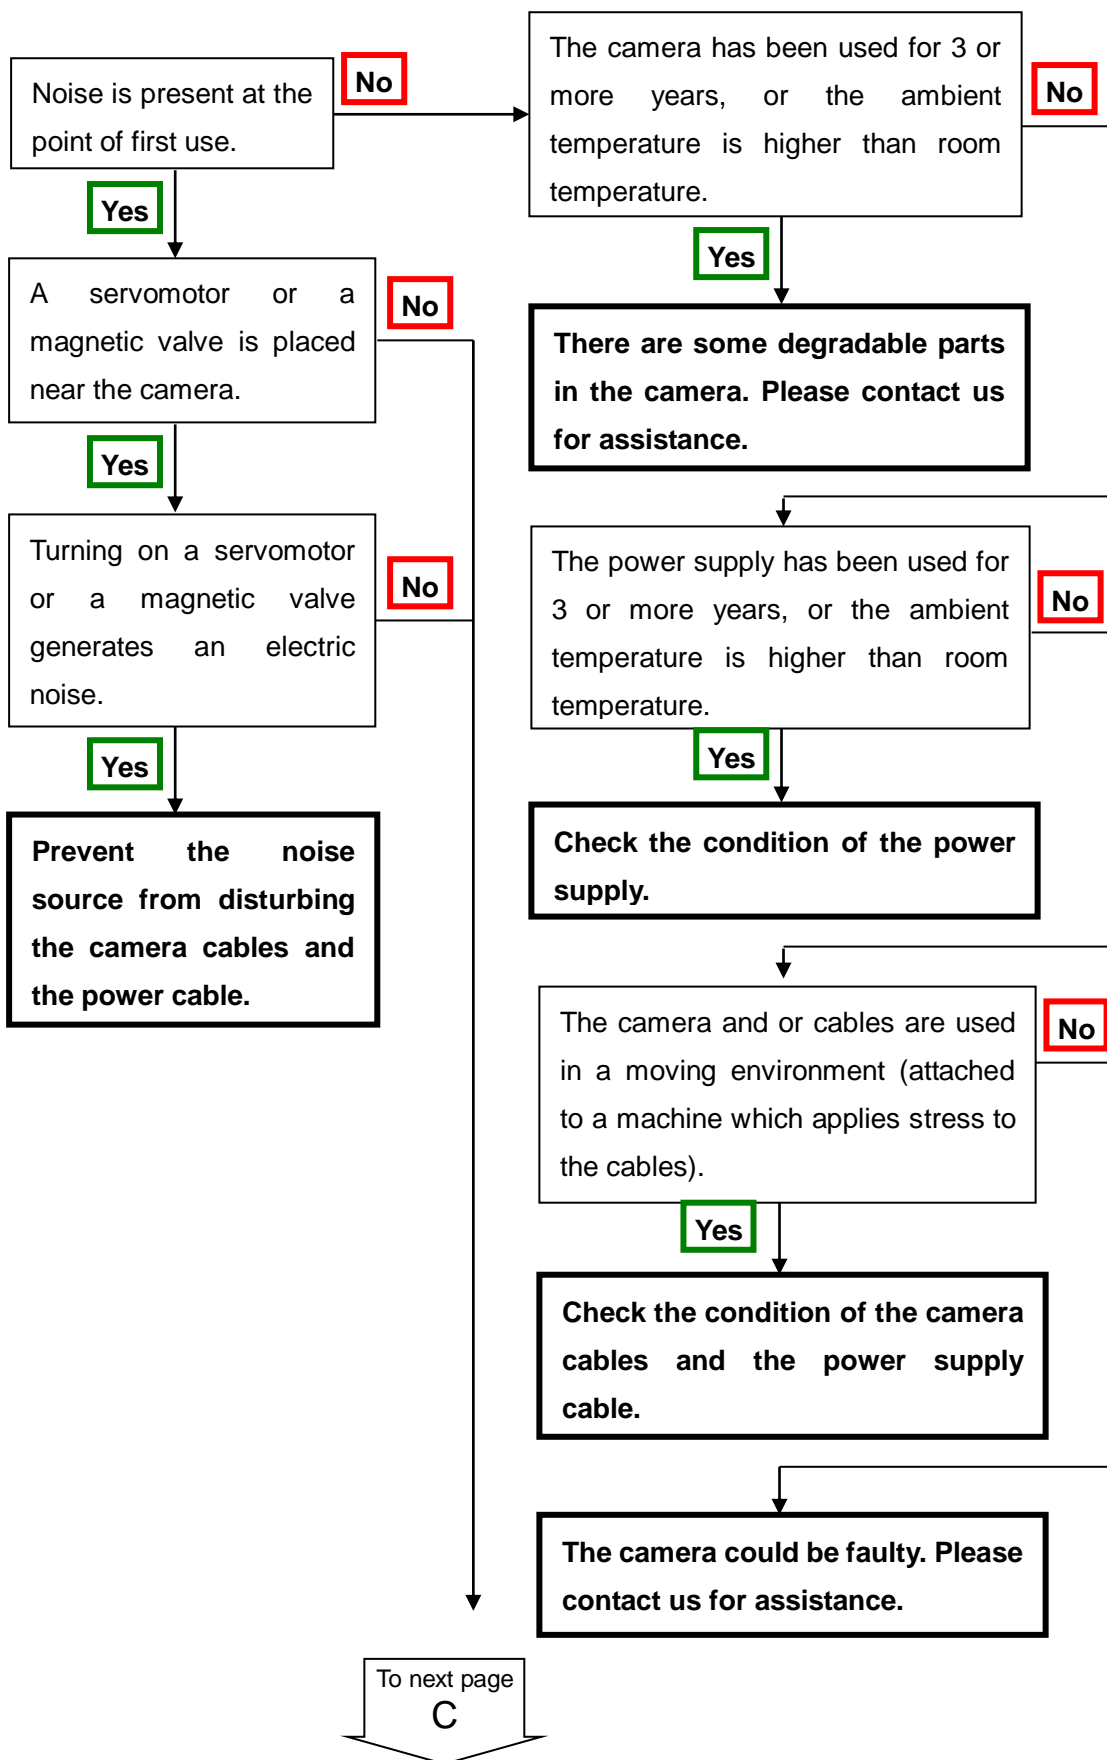 Noise is present at the
point of first use.
No
Yes
A servomotor or a
magnetic valve is placed
near the camera.
No
Yes
Turning on a servomotor
or a magnetic valve
generates an electric
noise.
No
Yes
Prevent the noise
source from disturbing
the camera cables and
the power cable.
The camera has been used for 3 or
more years, or the ambient
temperature is higher than room
temperature.
No
Yes
There are some degradable parts
in the camera. Please contact us
for assistance.
The power supply has been used for
3 or more years, or the ambient
temperature is higher than room
temperature.
No
Yes
Check the condition of the power
supply.
The camera and or cables are used
in a moving environment (attached
to a machine which applies stress to
the cables).
No
Yes
Check the condition of the camera
cables and the power supply
cable.
The camera could be faulty. Please
contact us for assistance.
To next page
C